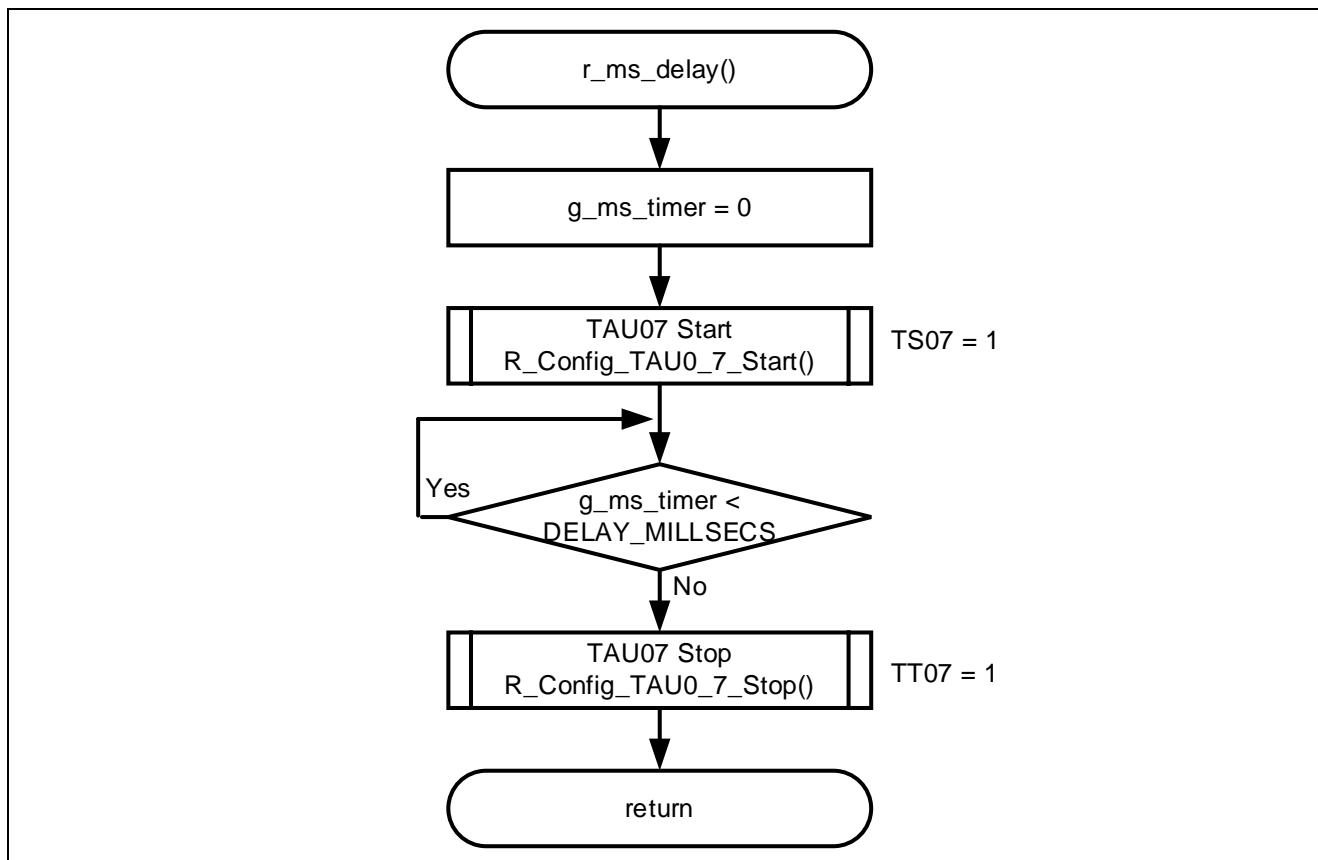 r_ms_delay()
g_ms_timer = 0
TAU07 Start
R_Config_TAU0_7_Start()
TS07 = 1
Yes
g_ms_timer <
DELAY_MILLSECS
No
TAU07 Stop
R_Config_TAU0_7_Stop()
TT07 = 1
return